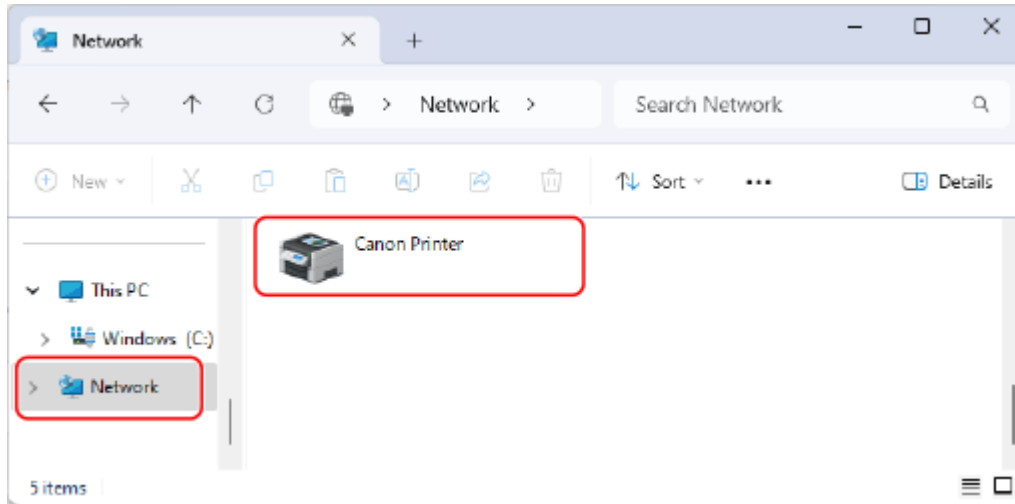 Network
Network
Search Network
New
Sort
Details
Canon Printer
This PC
Windows (C:)
Network
5 items